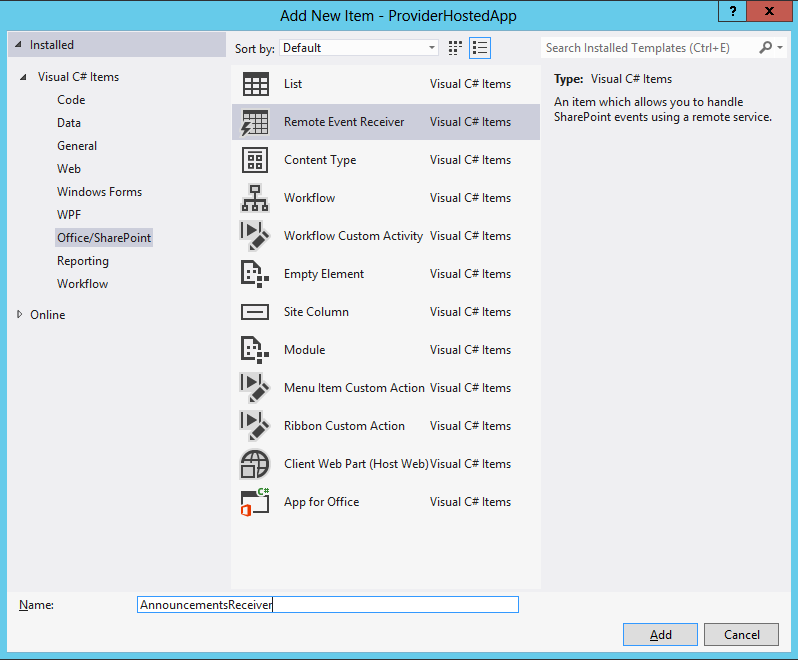 Add New Item - ProviderHostedApp
? x
Installed
Sort by: Default
Search Installed Templates (Ctrl+E)
Visual C# Items
Code
Data
General
Web
Windows Forms
WPF
Office/SharePoint
Reporting
Workflow
Online
List Visual C# Items
Remote Event Receiver Visual C# Items
Content Type Visual C# Items
Workflow Visual C# Items
Workflow Custom Activity Visual C# Items
Empty Element Visual C# Items
Site Column Visual C# Items
Module Visual C# Items
Menu Item Custom Action Visual C# Items
Ribbon Custom Action Visual C# Items
Client Web Part (Host Web) Visual C# Items
C#
App for Office Visual C# Items
Type: Visual C# Items
An item which allows you to handle
SharePoint events using a remote service.
Name: AnnouncementsReceiver
Add Cancel